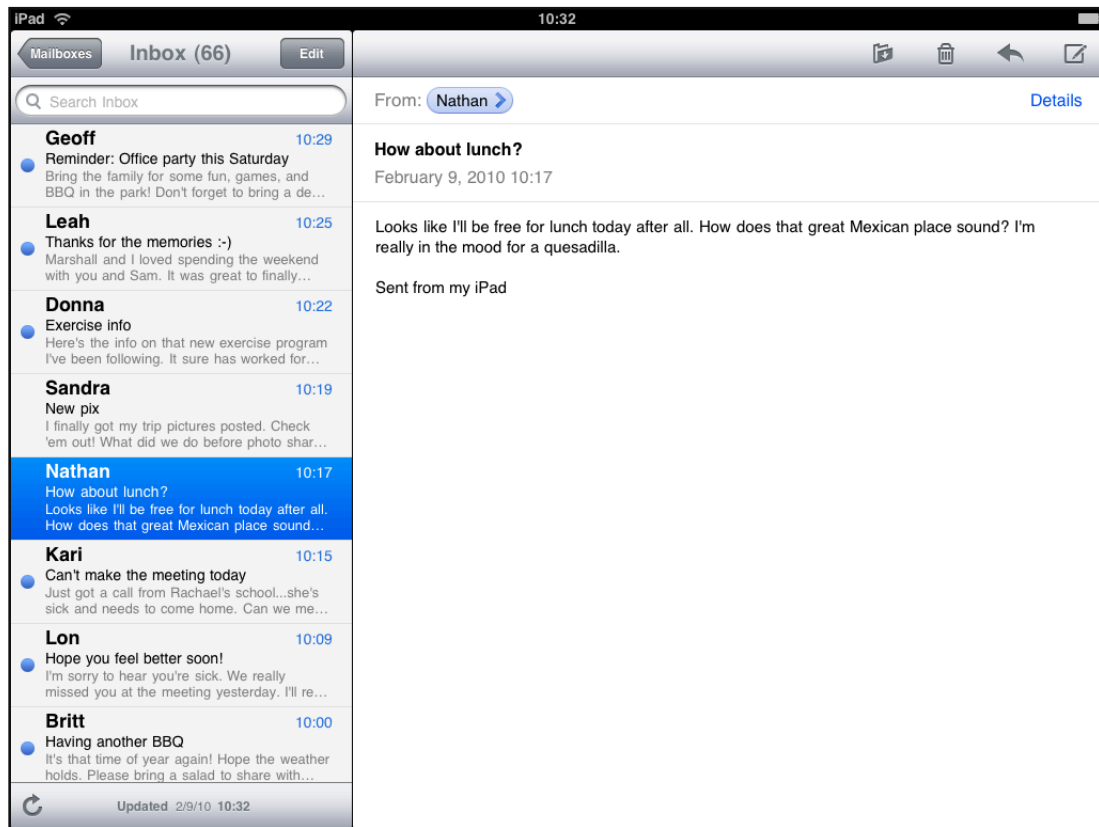 iPad 10:32
Mailboxes Inbox (66) Edit
Search Inbox
Geoff 10:29
Reminder: Office party this Saturday
Bring the family for some fun, games, and
BBQ in the park! Don't forget to bring a de...
Leah 10:25
Thanks for the memories :-)
Marshall and I loved spending the weekend
with you and Sam. It was great to finally...
Donna 10:22
Exercise info
Here's the info on that new exercise program
I've been following. It sure has worked for...
Sandra 10:19
New pix
I finally got my trip pictures posted. Check
'em out! What did we do before photo shar...
Nathan 10:17
How about lunch?
Looks like I'll be free for lunch today after all.
How does that great Mexican place sound...
Kari 10:15
Can't make the meeting today
Just got a call from Rachael's school...she's
sick and needs to come home. Can we me...
Lon 10:09
Hope you feel better soon!
I'm sorry to hear you're sick. We really
missed you at the meeting yesterday. I'll re...
Britt 10:00
Having another BBQ
It's that time of year again! Hope the weather
holds. Please bring a salad to share with...
Updated 2/9/10 10:32
From: Nathan Details
How about lunch?
February 9, 2010 10:17
Looks like I'll be free for lunch today after all. How does that great Mexican place sound? I'm
really in the mood for a quesadilla.
Sent from my iPad